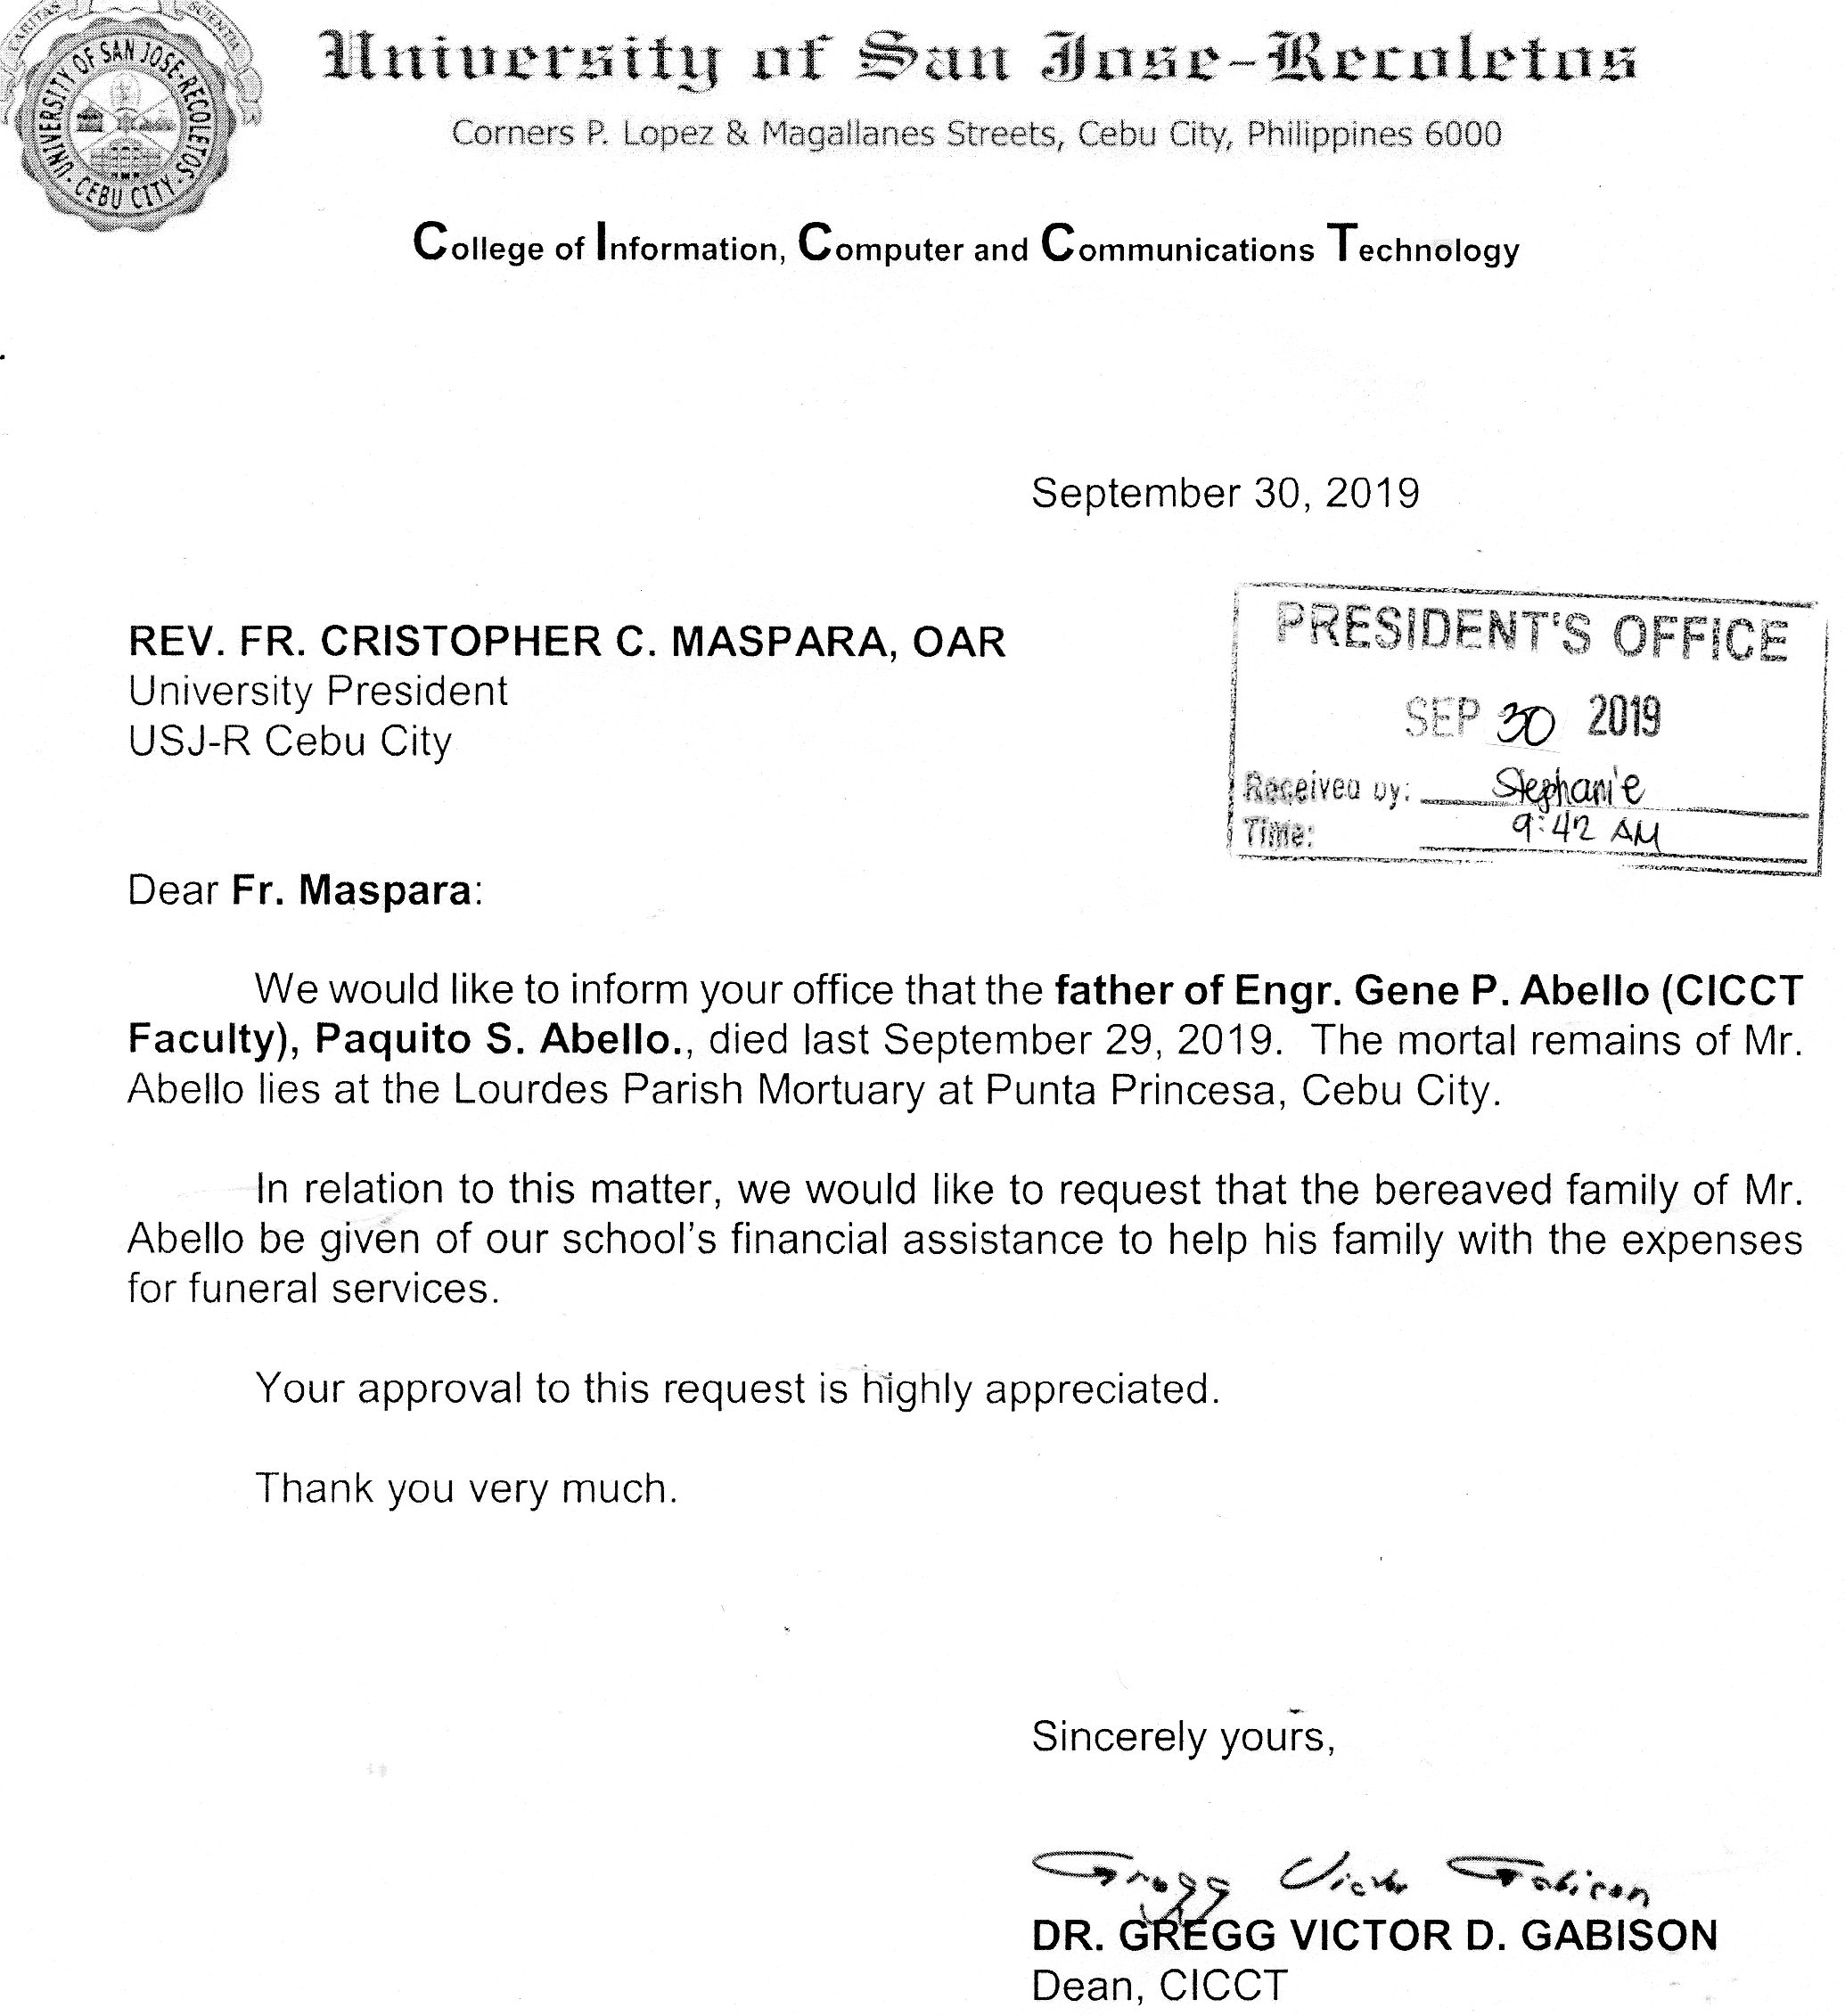 CARITAS SCIENTIA
UNIVERSITY OF SAN JOSE-RECOLETOS
CEBU CITY
University of San Jose-Recoletos
Corners P. Lopez & Magallanes Streets, Cebu City, Philippines 6000
College of Information, Computer and Communications Technology
September 30, 2019
PRESIDENT'S OFFICE
SEP 30 2019
Received by: Stephanie
Time: 9:42 AM
REV. FR. CRISTOPHER C. MASPARA, OAR
University President
USJ-R Cebu City
Dear Fr. Maspara:
We would like to inform your office that the father of Engr. Gene P. Abello (CICCT
Faculty), Paquito S. Abello., died last September 29, 2019. The mortal remains of Mr.
Abello lies at the Lourdes Parish Mortuary at Punta Princesa, Cebu City.
In relation to this matter, we would like to request that the bereaved family of Mr.
Abello be given of our school's financial assistance to help his family with the expenses
for funeral services.
Your approval to this request is highly appreciated.
Thank you very much.
Sincerely yours,
Gregg Victor Gabison
DR. GREGG VICTOR D. GABISON
Dean, CICCT